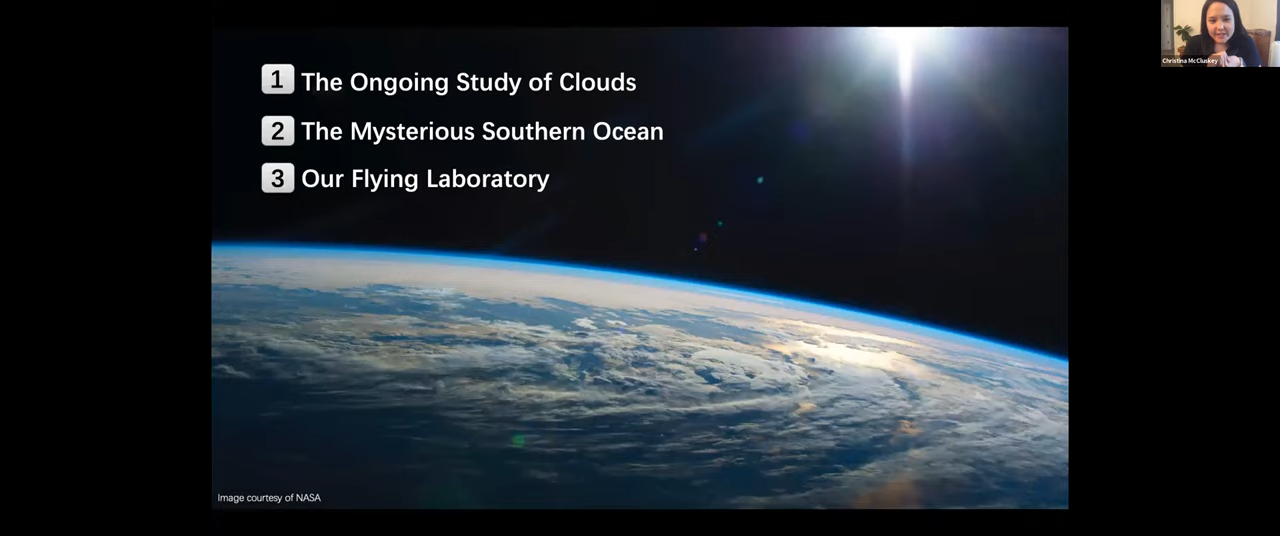 1 The Ongoing Study of Clouds
2 The Mysterious Southern Ocean
3 Our Flying Laboratory
Image courtesy of NASA
Christina McCluskey